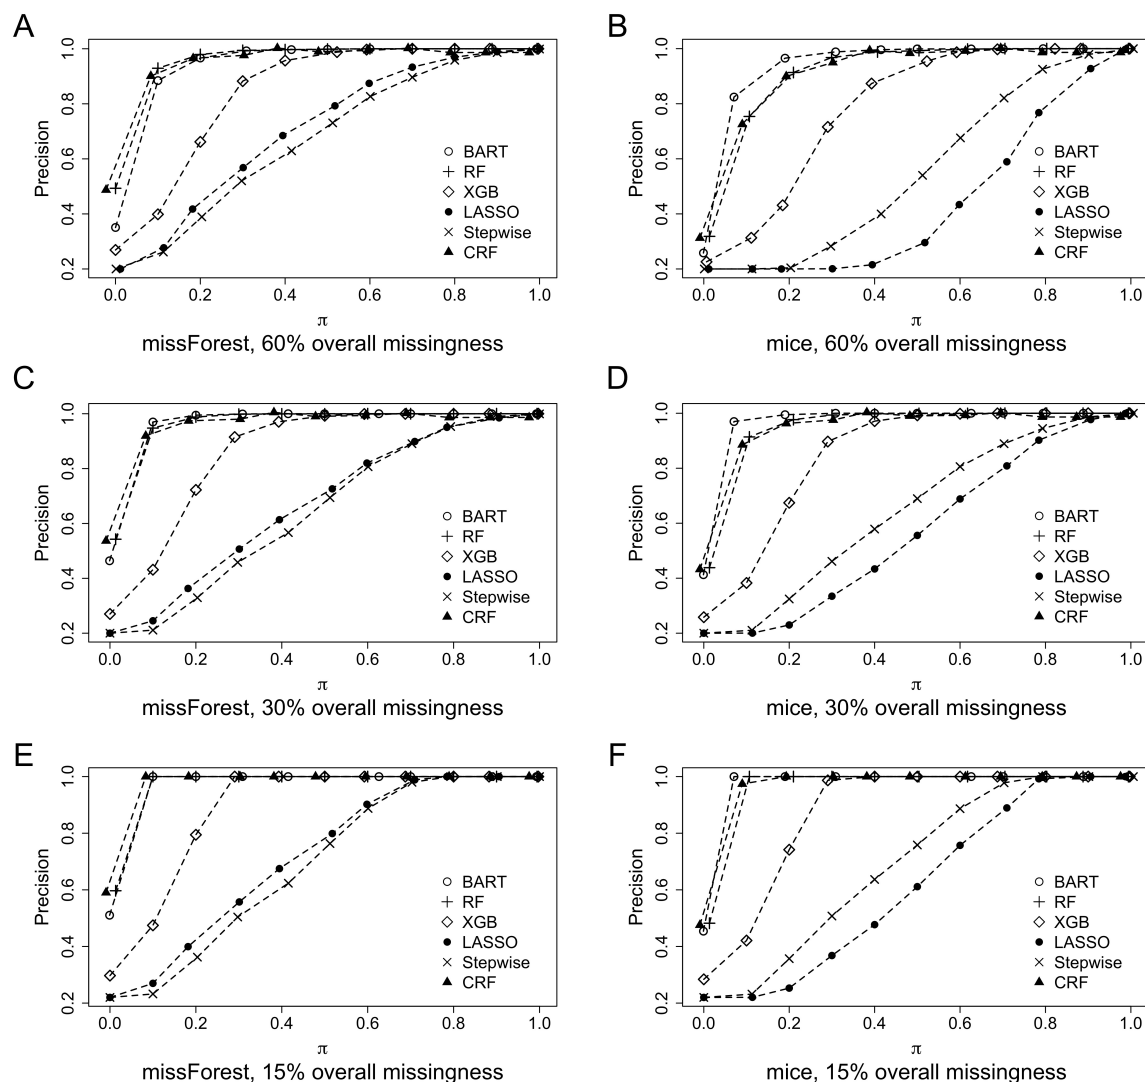 A
Precision
0.2 0.4 0.6 0.8 1.0
BART
RF
XGB
LASSO
Stepwise
CRF
0.0 0.2 0.4 0.6 0.8 1.0
π
missForest, 60% overall missingness
B
Precision
0.2 0.4 0.6 0.8 1.0
BART
RF
XGB
LASSO
Stepwise
CRF
0.0 0.2 0.4 0.6 0.8 1.0
π
mice, 60% overall missingness
C
Precision
0.2 0.4 0.6 0.8 1.0
BART
RF
XGB
LASSO
Stepwise
CRF
0.0 0.2 0.4 0.6 0.8 1.0
π
missForest, 30% overall missingness
D
Precision
0.2 0.4 0.6 0.8 1.0
BART
RF
XGB
LASSO
Stepwise
CRF
0.0 0.2 0.4 0.6 0.8 1.0
π
mice, 30% overall missingness
E
Precision
0.2 0.4 0.6 0.8 1.0
BART
RF
XGB
LASSO
Stepwise
CRF
0.0 0.2 0.4 0.6 0.8 1.0
π
missForest, 15% overall missingness
F
Precision
0.2 0.4 0.6 0.8 1.0
BART
RF
XGB
LASSO
Stepwise
CRF
0.0 0.2 0.4 0.6 0.8 1.0
π
mice, 15% overall missingness